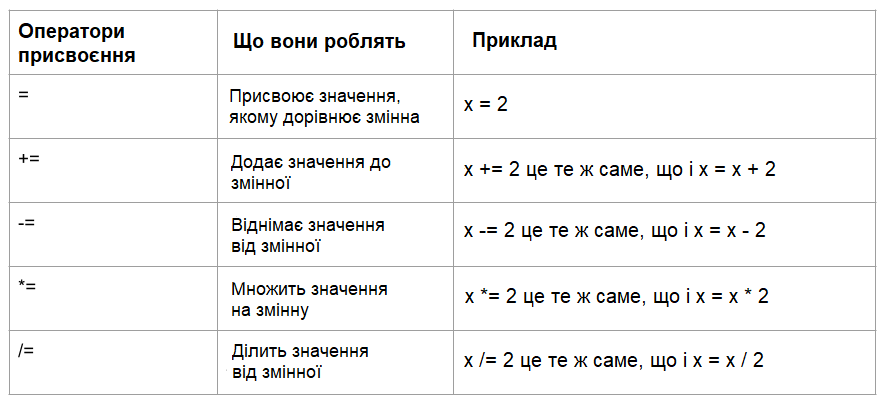 Оператори
присвоєння
Що вони роблять
Приклад
=
Присвоює значення,
якому дорівнює змінна
x = 2
+=
Додає значення до
змінної
x += 2 це те ж саме, що і x = x + 2
-=
Віднімає значення
від змінної
x -= 2 це те ж саме, що і x = x - 2
*=
Множить значення
на змінну
x *= 2 це те ж саме, що і x = x * 2
/=
Ділить значення
від змінної
x /= 2 це те ж саме, що і x = x / 2